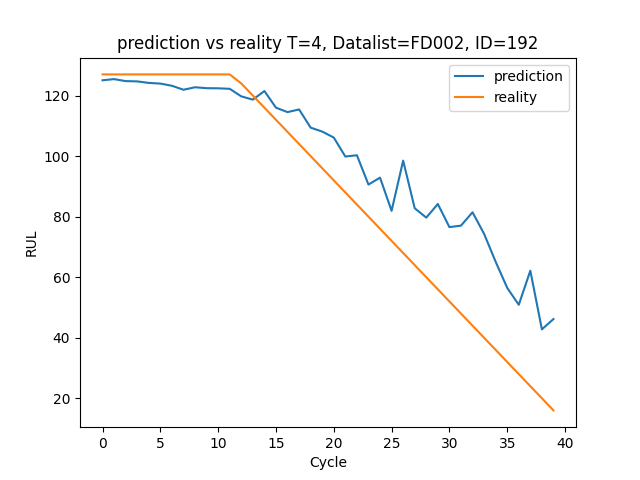 prediction vs reality T=4, Datalist=FD002, ID=192
prediction
reality
RUL
120
100
80
60
40
20
0 5 10 15 20 25 30 35 40
Cycle